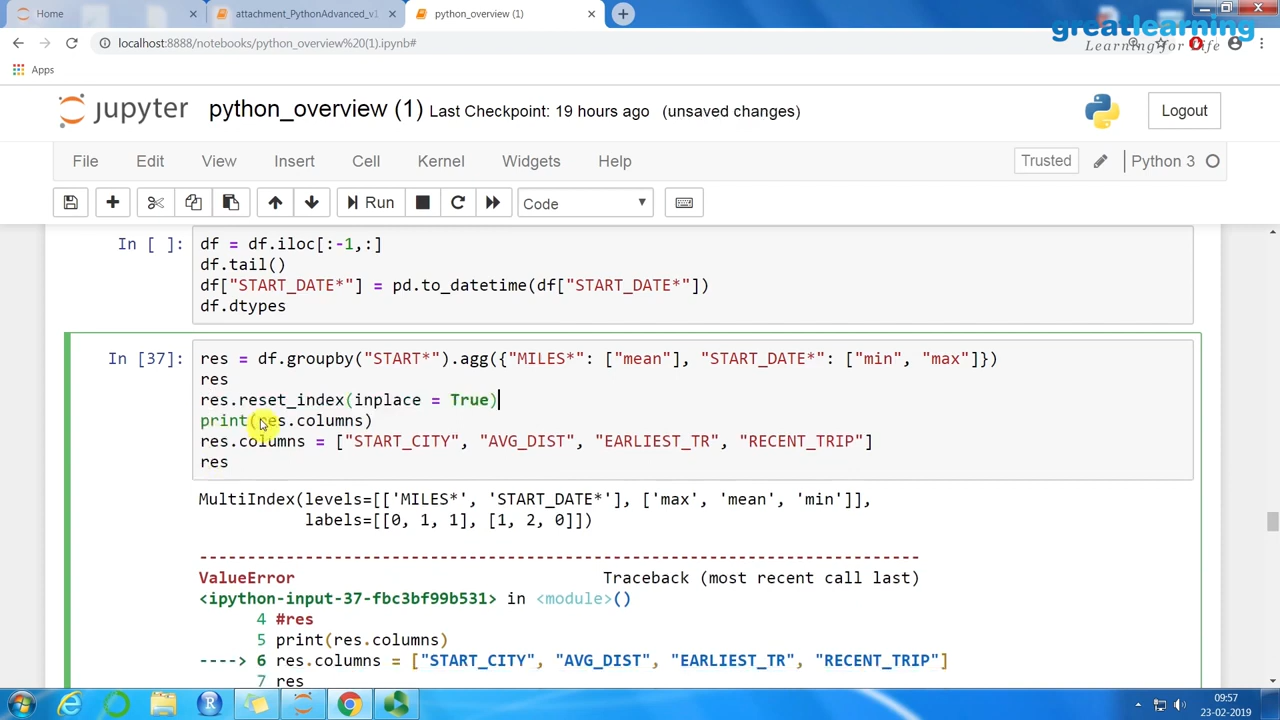 Home
attachment_PythonAdvanced_v1
python_overview (1)
greatlearning
Learning for Life
localhost:8888/notebooks/python_overview%20(1).ipynb#
Apps
jupyter
python_overview (1) Last Checkpoint: 19 hours ago (unsaved changes)
Logout
File Edit View Insert Cell Kernel Widgets Help
Trusted
Python 3
Run
Code
In [ ]:
df = df.iloc[:-1,:]
df.tail()
df["START_DATE*"] = pd.to_datetime(df["START_DATE*"])
df.dtypes
In [37]:
res = df.groupby("START*").agg({"MILES*": ["mean"], "START_DATE*": ["min", "max"]})
res
res.reset_index(inplace = True)
print(res.columns)
res.columns = ["START_CITY", "AVG_DIST", "EARLIEST_TR", "RECENT_TRIP"]
res
MultiIndex(levels=[['MILES*', 'START_DATE*'], ['max', 'mean', 'min']],
labels=[[0, 1, 1], [1, 2, 0]])
---------------------------------------------------------------------------
ValueError Traceback (most recent call last)
<ipython-input-37-fbc3bf99b531> in <module>()
4 #res
5 print(res.columns)
----> 6 res.columns = ["START_CITY", "AVG_DIST", "EARLIEST_TR", "RECENT_TRIP"]
7 res
09:57
23-02-2019